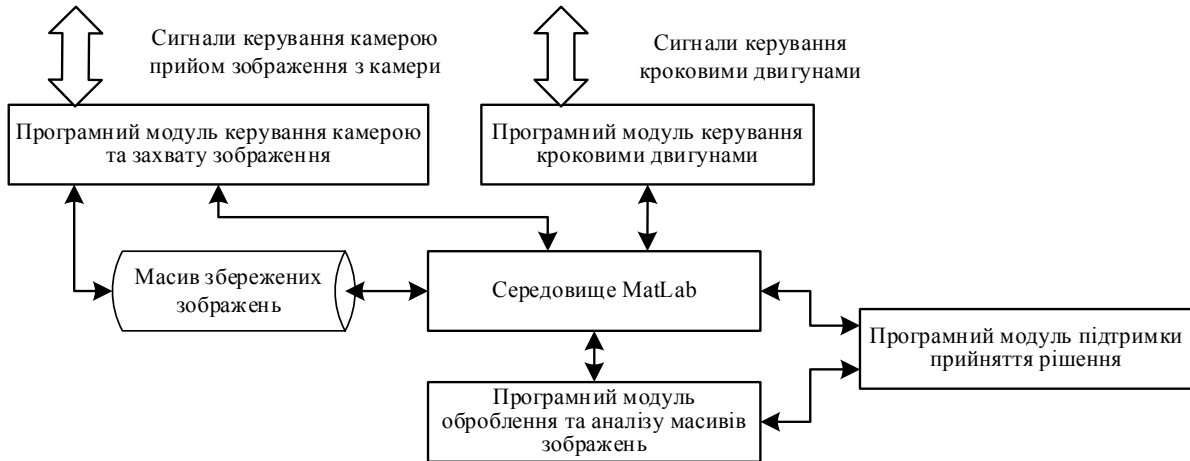 Сигнали керування камерою
прийом зображення з камери
Сигнали керування
кроковими двигунами
Програмний модуль керування камерою
та захвату зображення
Програмний модуль керування
кроковими двигунами
Масив збережених
зображень
Середовище MatLab
Програмний модуль підтримки
прийняття рішення
Програмний модуль
оброблення та аналізу масивів
зображень